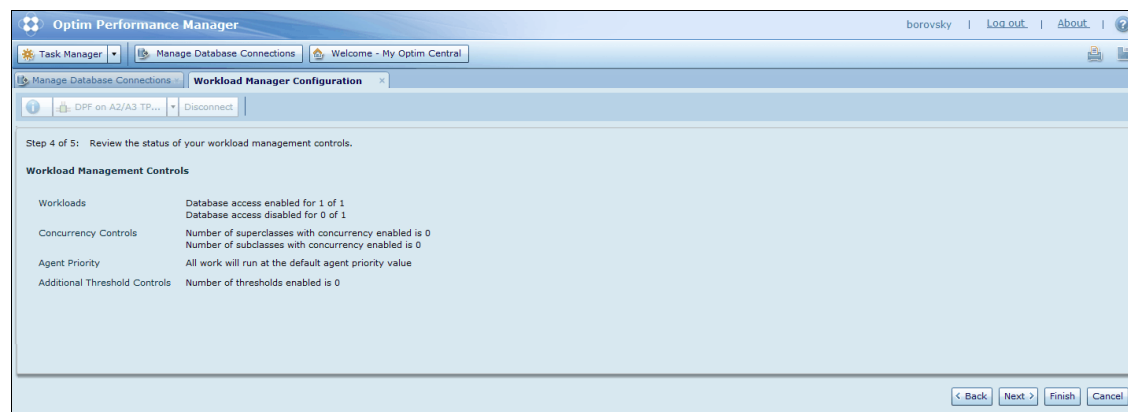 Optim Performance Manager
borovsky | Log out | About | ?
Task Manager Manage Database Connections Welcome - My Optim Central
Manage Database Connections × Workload Manager Configuration ×
DPF on A2/A3 TP... Disconnect
Step 4 of 5: Review the status of your workload management controls.
Workload Management Controls
Workloads Database access enabled for 1 of 1
Database access disabled for 0 of 1
Concurrency Controls Number of superclasses with concurrency enabled is 0
Number of subclasses with concurrency enabled is 0
Agent Priority All work will run at the default agent priority value
Additional Threshold Controls Number of thresholds enabled is 0
< Back Next > Finish Cancel